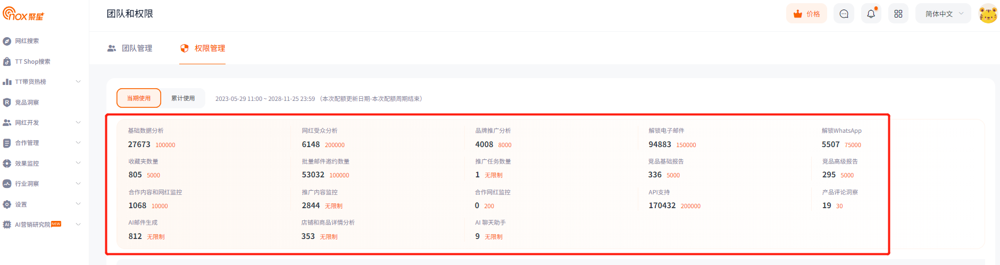 nox 聚星
团队和权限
价格
简体中文
网红搜索
TT Shop搜索
TT带货热榜
竞品洞察
网红开发
合作管理
效果监控
行业洞察
设置
AI营销研究院 NEW
团队管理 权限管理
当期使用 累计使用 2023-05-29 11:00 ~ 2028-11-25 23:59 （本次配额更新日期-本次配额周期结束）
基础数据分析 网红受众分析 品牌推广分析 解锁电子邮件 解锁WhatsApp
27673 100000 6148 200000 4008 8000 94883 150000 5507 75000
收藏夹数量 批量邮件邀约数量 推广任务数量 竞品基础报告 竞品高级报告
805 5000 53032 100000 1 无限制 336 5000 295 5000
合作内容和网红监控 推广内容监控 合作网红监控 API支持 产品评论洞察
1068 10000 2844 无限制 0 200 170432 200000 19 30
AI邮件生成 店铺和商品详情分析 AI 聊天助手
812 无限制 353 无限制 9 无限制